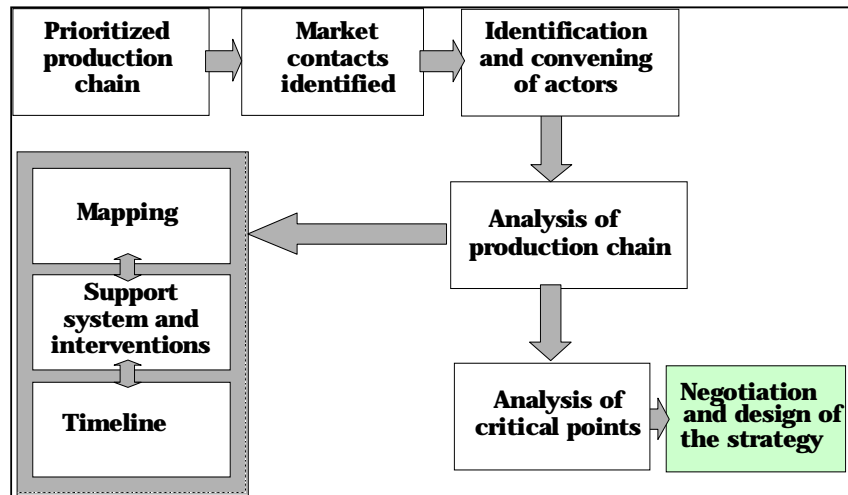 Prioritized
production
chain
Market
contacts
identified
Identification
and convening
of actors
Analysis of
production chain
Mapping
Support
system and
interventions
Timeline
Analysis of
critical points
Negotiation
and design of
the strategy